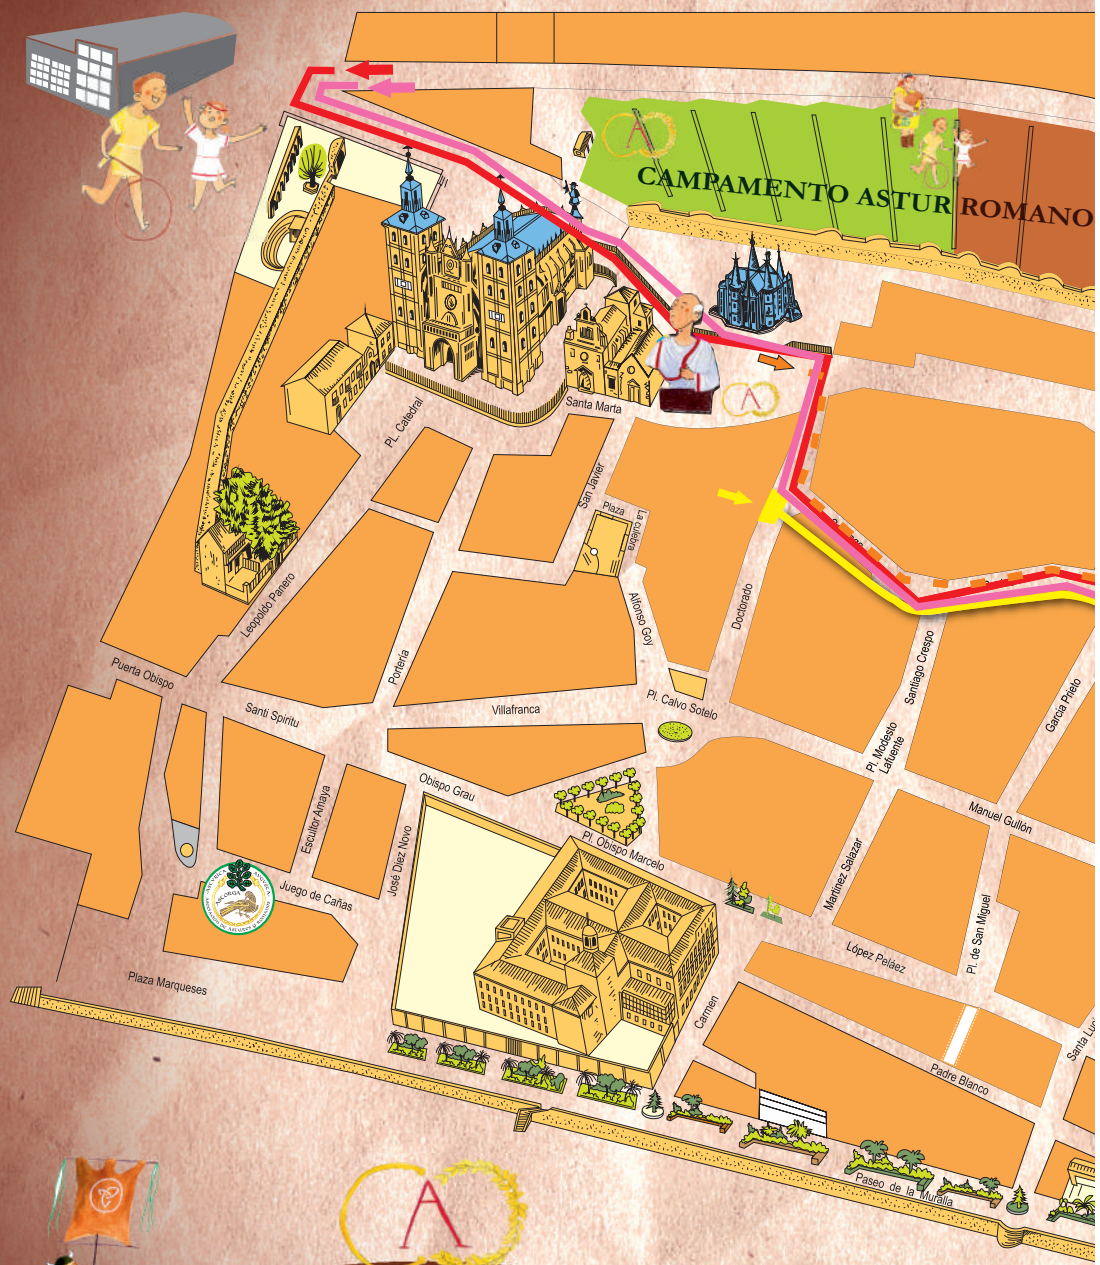 CAMPAMENTO ASTUR ROMANO
A
A
Santa Marta
PL. Catedral
San Javier
Plaza
La culebra
Leopoldo Panero
Alfonso Goy
Doctorado
Portería
Puerta Obispo
Santi Spiritu
Villafranca
Pl. Calvo Sotelo
Santiago Crespo
Garcia Prieto
Pl. Modesto
Lafuente
Manuel Gullón
Obispo Grau
Escultor Amaya
José Diez Novo
Pl. Obispo Marcelo
Martinez Salazar
Juego de Cañas
ASTORGA
López Peláez
Pl. de San Miguel
Plaza Marqueses
Carmen
Padre Blanco
Paseo de la Muralla
A